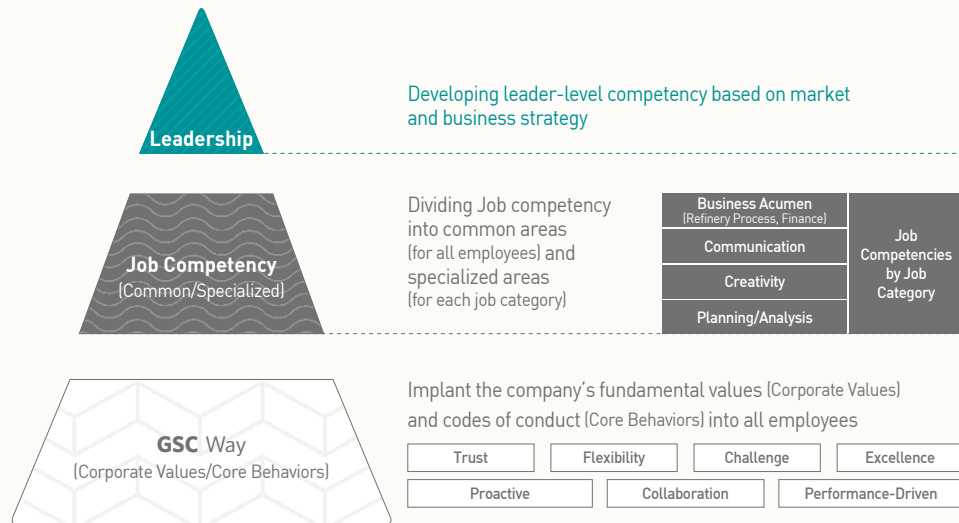 Leadership
Developing leader-level competency based on market
and business strategy
Job Competency
(Common/Specialized)
Dividing Job competency
into common areas
(for all employees) and
specialized areas
(for each job category)
Business Acumen
(Refinery Process, Finance)
Communication
Creativity
Planning/Analysis
Job
Competencies
by Job
Category
GSC Way
(Corporate Values/Core Behaviors)
Implant the company's fundamental values (Corporate Values)
and codes of conduct (Core Behaviors) into all employees
Trust
Flexibility
Challenge
Excellence
Proactive
Collaboration
Performance-Driven